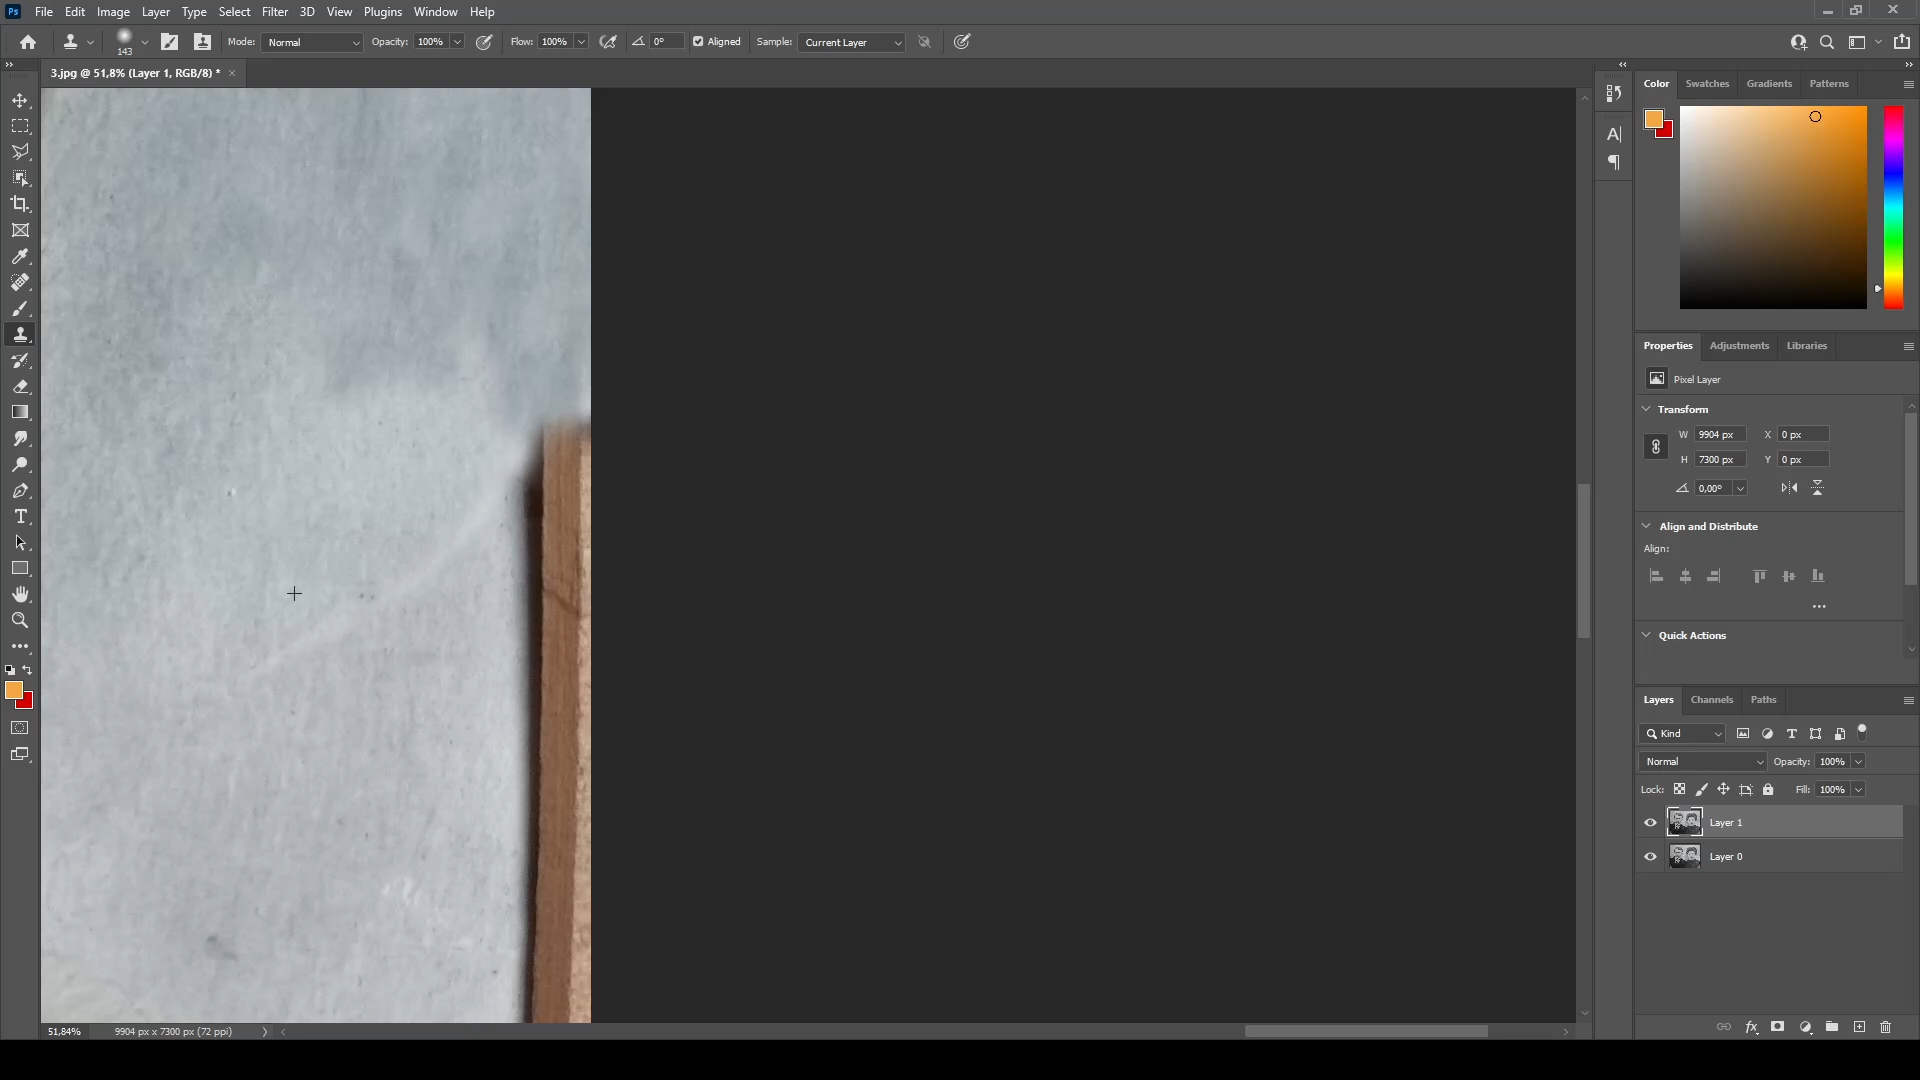 Ps File Edit Image Layer Type Select Filter 3D View Plugins Window Help
143 Mode: Normal Opacity: 100% Flow: 100% 0° Aligned Sample: Current Layer
3.jpg @ 51,8% (Layer 1, RGB/8) *
Color Swatches Gradients Patterns
Properties Adjustments Libraries
Pixel Layer
Transform
W 9904 px X 0 px
H 7300 px Y 0 px
0,00°
Align and Distribute
Align:
Quick Actions
Layers Channels Paths
Kind
Normal Opacity: 100%
Lock: Fill: 100%
Layer 1
Layer 0
51,84% 9904 px x 7300 px (72 ppi)